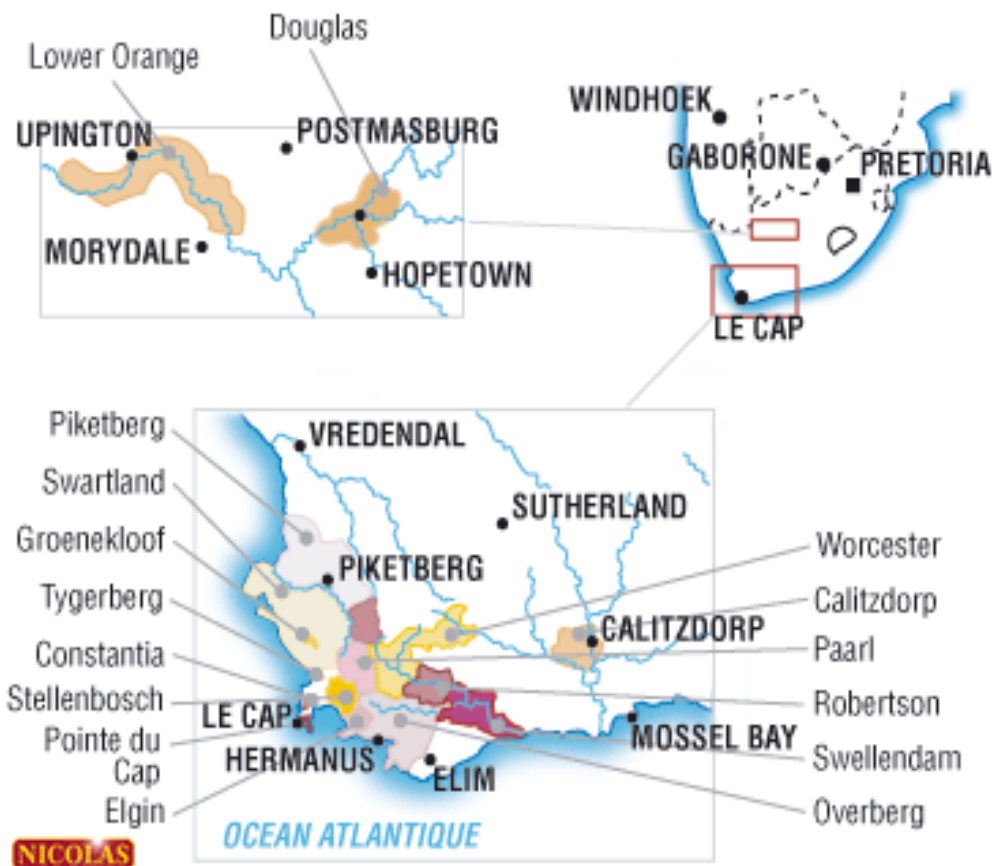 Douglas
Lower Orange
UPINGTON
POSTMASBURG
MORYDALE
HOPETOWN
WINDHOEK
GABORONE
PRETORIA
LE CAP
Piketberg
Swartland
Groenekloof
Tygerberg
Constantia
Stellenbosch
LE CAP
Pointe du
Cap
Elgin
VREDENDAL
SUTHERLAND
PIKETBERG
CALITZDORP
HERMANUS
ELIM
MOSSEL BAY
Worcester
Calitzdorp
Paarl
Robertson
Swellendam
Overberg
OCEAN ATLANTIQUE
NICOLAS